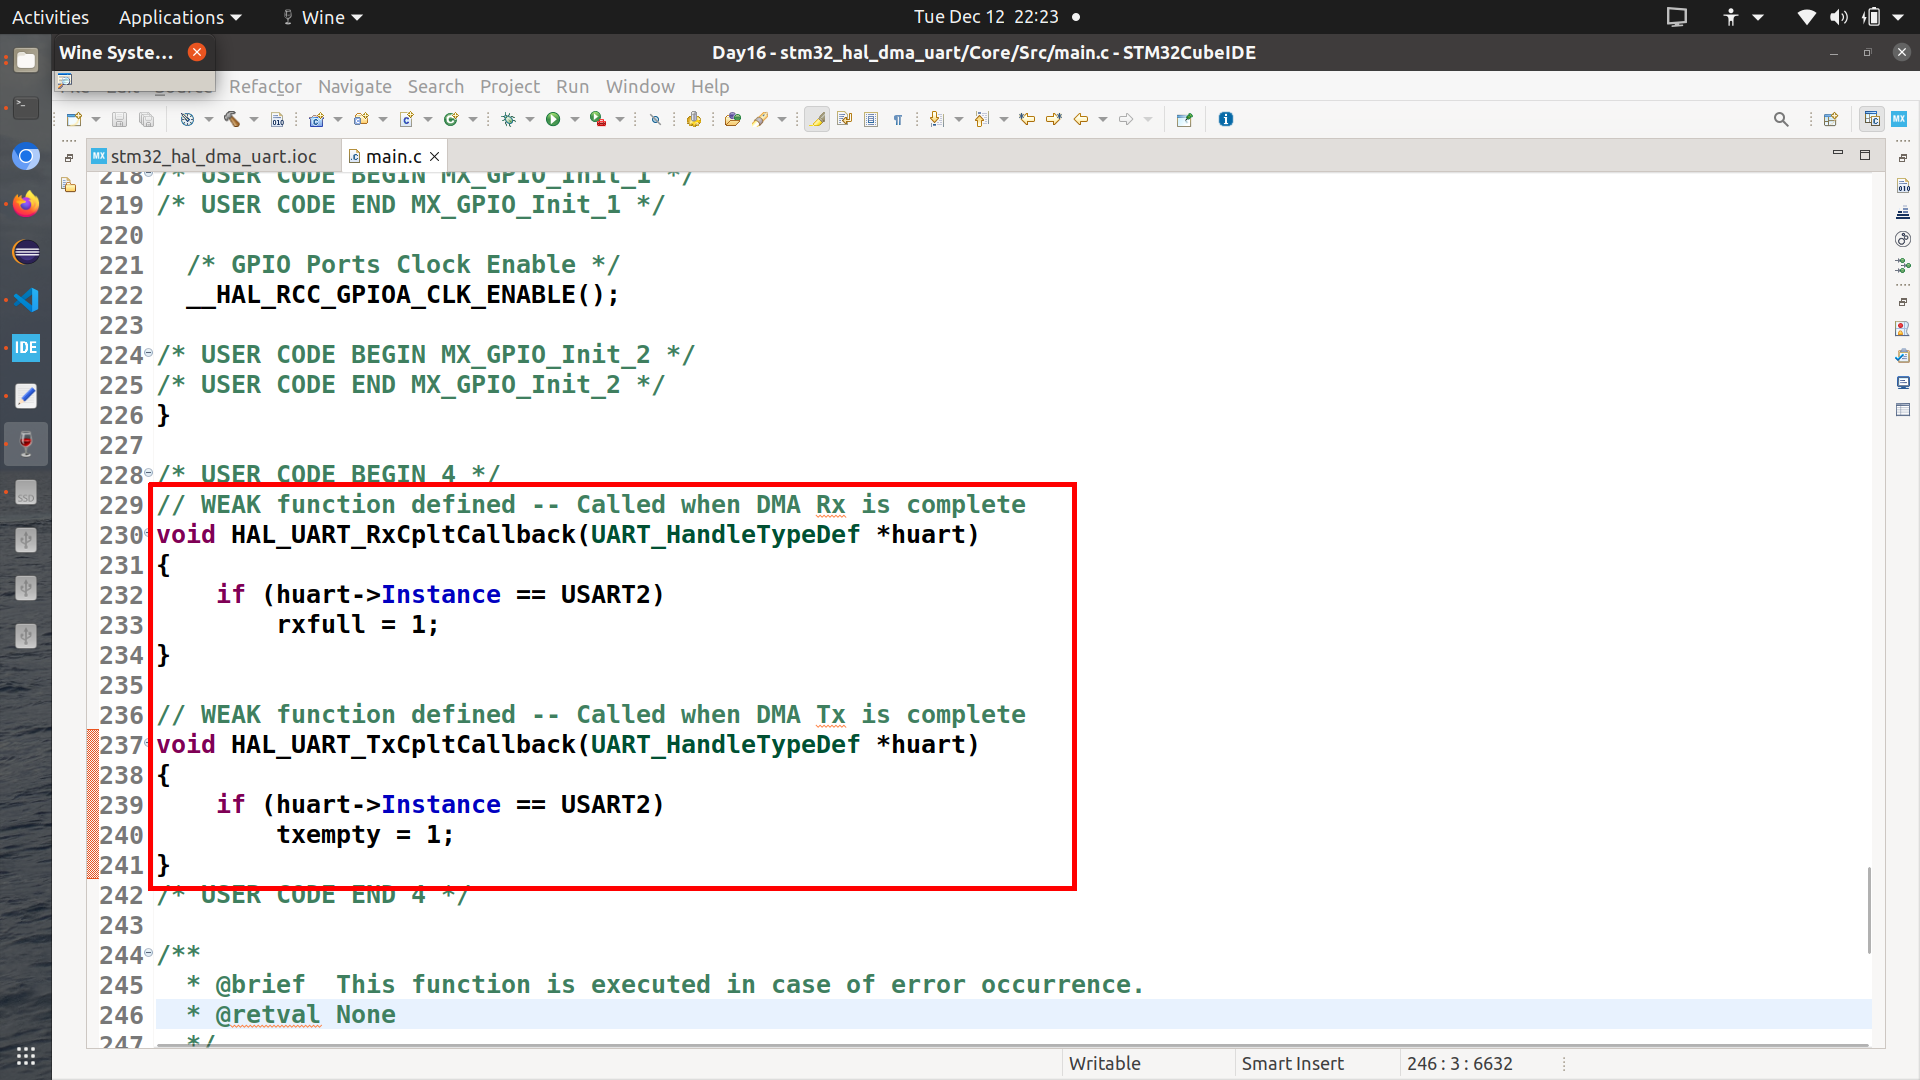 Activities Applications Wine Tue Dec 12 22:23
Wine Syste... Day16 - stm32_hal_dma_uart/Core/Src/main.c - STM32CubeIDE
Refactor Navigate Search Project Run Window Help
MX stm32_hal_dma_uart.ioc main.c
218 /* USER CODE BEGIN MX_GPIO_Init_1 */
219 /* USER CODE END MX_GPIO_Init_1 */
220
221 /* GPIO Ports Clock Enable */
222 __HAL_RCC_GPIOA_CLK_ENABLE();
223
224 /* USER CODE BEGIN MX_GPIO_Init_2 */
225 /* USER CODE END MX_GPIO_Init_2 */
226 }
227
228 /* USER CODE BEGIN 4 */
229 // WEAK function defined -- Called when DMA Rx is complete
230 void HAL_UART_RxCpltCallback(UART_HandleTypeDef *huart)
231 {
232 if (huart->Instance == USART2)
233 rxfull = 1;
234 }
235
236 // WEAK function defined -- Called when DMA Tx is complete
237 void HAL_UART_TxCpltCallback(UART_HandleTypeDef *huart)
238 {
239 if (huart->Instance == USART2)
240 txempty = 1;
241 }
242 /* USER CODE END 4 */
243
244 /**
245 * @brief This function is executed in case of error occurrence.
246 * @retval None
247 */
IDE
SSD
MX
Writable Smart Insert 246 : 3 : 6632